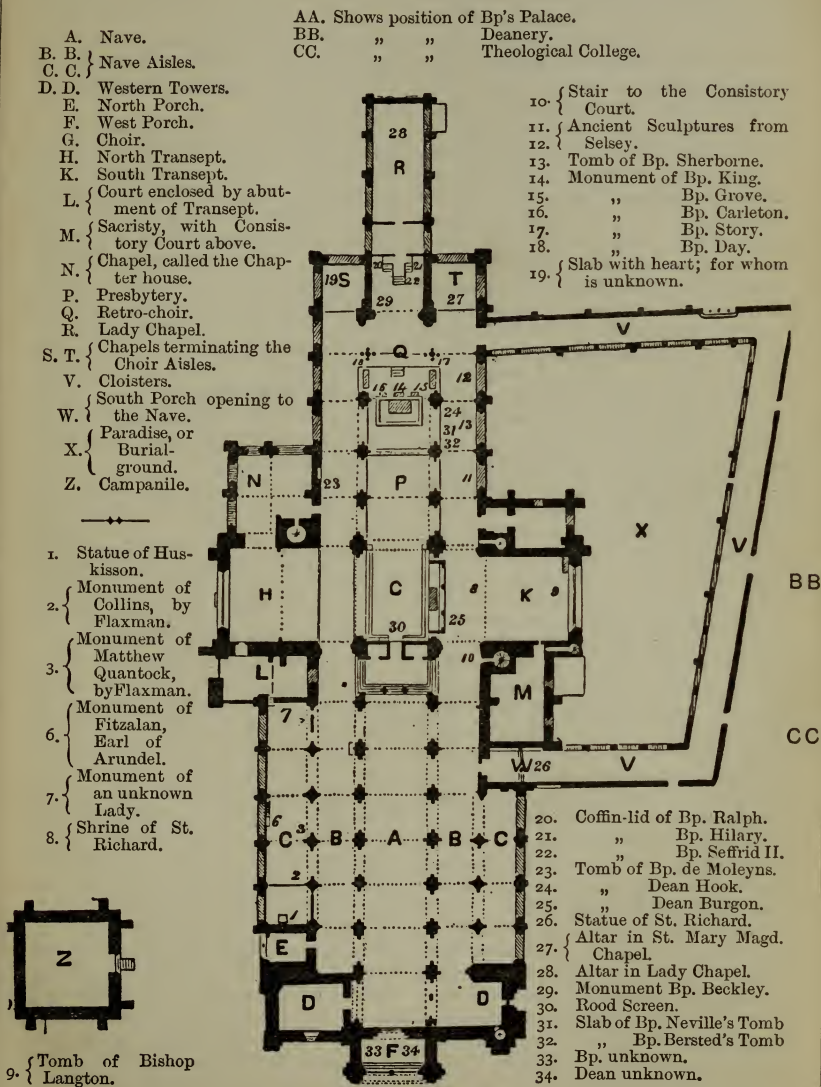 AA. Shows position of Bp's Palace.
BB. „ „ Deanery.
CC. „ „ Theological College.
A. Nave.
B. B. } Nave Aisles.
C. C. }
D. D. Western Towers.
E. North Porch.
F. West Porch.
G. Choir.
H. North Transept.
K. South Transept.
L. { Court enclosed by abut-
ment of Transept.
M. { Sacristy, with Consis-
tory Court above.
N. { Chapel, called the Chap-
ter house.
P. Presbytery.
Q. Retro-choir.
R. Lady Chapel.
S. T. { Chapels terminating the
Choir Aisles.
V. Cloisters.
W. { South Porch opening to
the Nave.
X. { Paradise, or
Burial-
ground.
Z. Campanile.
1. Statue of Hus-
kisson.
2. { Monument of
Collins, by
Flaxman.
3. { Monument of
Matthew
Quantock,
by Flaxman.
6. { Monument of
Fitzalan,
Earl of
Arundel.
7. { Monument of
an unknown
Lady.
8. { Shrine of St.
Richard.
9. { Tomb of Bishop
Langton.
10. { Stair to the Consistory
Court.
11. { Ancient Sculptures from
12. { Selsey.
13. Tomb of Bp. Sherborne.
14. Monument of Bp. King.
15. „ Bp. Grove.
16. „ Bp. Carleton.
17. „ Bp. Story.
18. „ Bp. Day.
19. { Slab with heart; for whom
is unknown.
20. Coffin-lid of Bp. Ralph.
21. „ Bp. Hilary.
22. „ Bp. Seffrid II.
23. Tomb of Bp. de Moleyns.
24. „ Dean Hook.
25. „ Dean Burgon.
26. Statue of St. Richard.
27. { Altar in St. Mary Magd.
Chapel.
28. Altar in Lady Chapel.
29. Monument Bp. Beckley.
30. Rood Screen.
31. Slab of Bp. Neville's Tomb
32. „ Bp. Bersted's Tomb
33. Bp. unknown.
34. Dean unknown.
28
R
19 S
20 21
22
T
29
27
V
Q
18
17
16 14 15
12
24
31 13
32
N
23
P
11
X
V
H
C
8
K
9
BB
30
25
L
10
M
7
CC
W 26
V
6
C 3 B A B C
2
1
E
D
D
33 F 34
Z